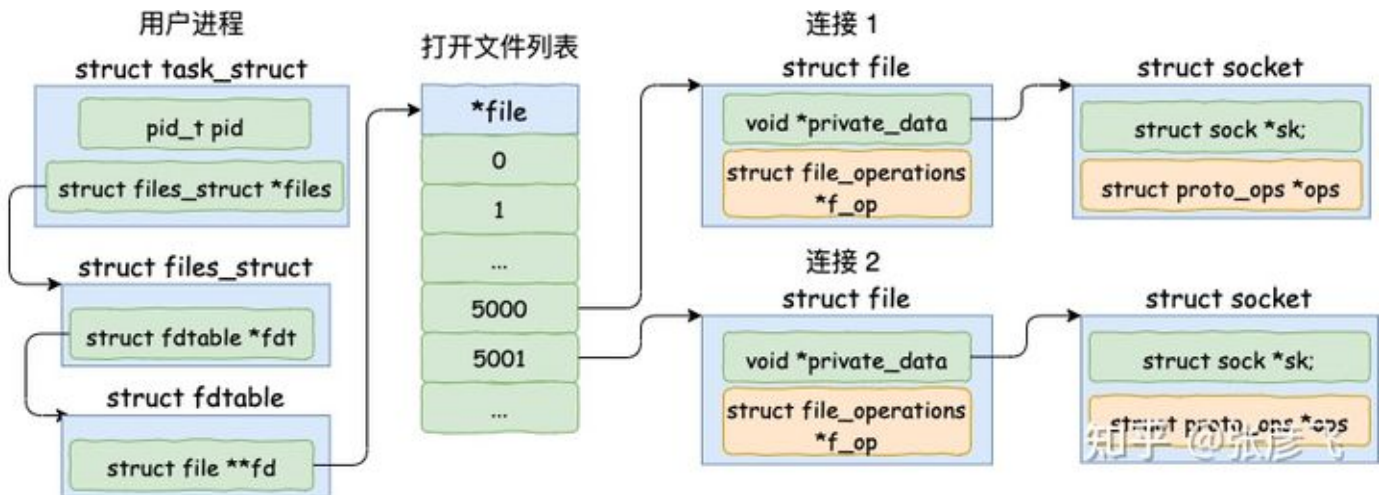 用户进程
struct task_struct
pid_t pid
struct files_struct *files
struct files_struct
struct fdtable *fdt
struct fdtable
struct file **fd
打开文件列表
*file
0
1
...
5000
5001
...
连接 1
struct file
void *private_data
struct file_operations
*f_op
struct socket
struct sock *sk;
struct proto_ops *ops
连接 2
struct file
void *private_data
struct file_operations
*f_op
struct socket
struct sock *sk;
struct proto_ops *ops
知乎 @张彦飞